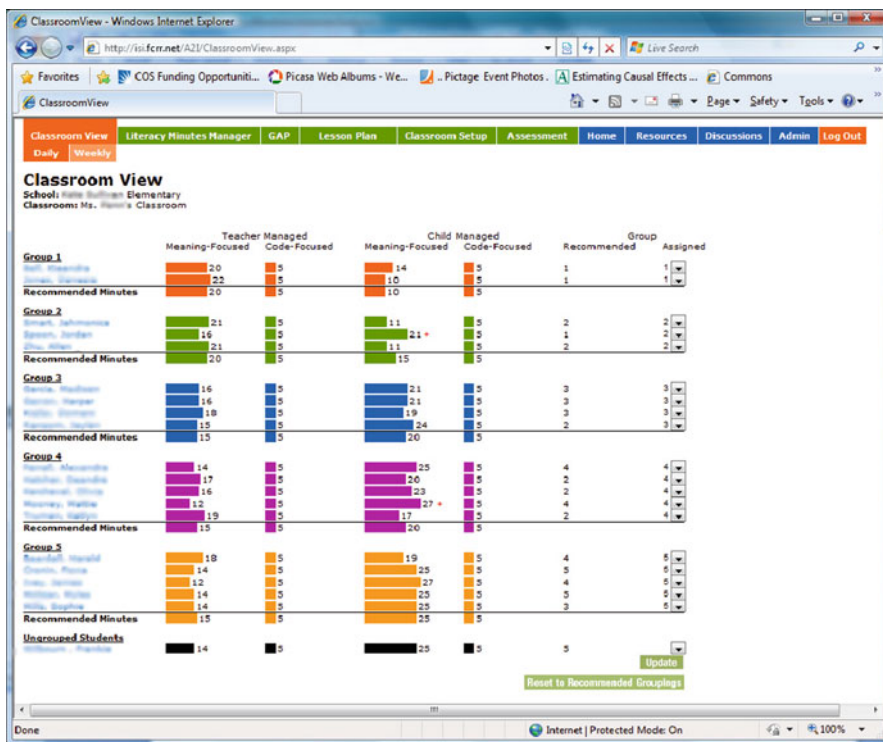 ClassroomView - Windows Internet Explorer
http://isi.fcrr.net/A2I/ClassroomView.aspx
Live Search
Favorites COS Funding Opportuniti... Picasa Web Albums - We... .. Pictage Event Photos . Estimating Causal Effects ... Commons
ClassroomView Page Safety Tools
Classroom View Literacy Minutes Manager GAP Lesson Plan Classroom Setup Assessment Home Resources Discussions Admin Log Out
Daily Weekly
Classroom View
School: Elementary
Classroom: Ms. Classroom
Teacher Managed Child Managed Group
Meaning-Focused Code-Focused Meaning-Focused Code-Focused Recommended Assigned
Group 1
20 5 14 5 1 1
22 5 10 5 1 1
Recommended Minutes 20 5 10 5
Group 2
21 5 11 5 2 2
16 5 21 * 5 1 2
21 5 11 5 2 2
Recommended Minutes 20 5 15 5
Group 3
16 5 21 5 3 3
16 5 21 5 3 3
18 5 19 5 3 3
15 5 24 5 2 3
Recommended Minutes 15 5 20 5
Group 4
14 5 25 5 4 4
17 5 20 5 2 4
16 5 23 5 2 4
12 5 27 * 5 4 4
19 5 17 5 2 4
Recommended Minutes 15 5 20 5
Group 5
18 5 19 5 4 5
14 5 25 5 5 5
12 5 27 5 4 5
14 5 25 5 5 5
14 5 25 5 3 5
Recommended Minutes 15 5 25 5
Ungrouped Students
14 5 25 5 5
Update
Reset to Recommended Groupings
Done Internet | Protected Mode: On 100%